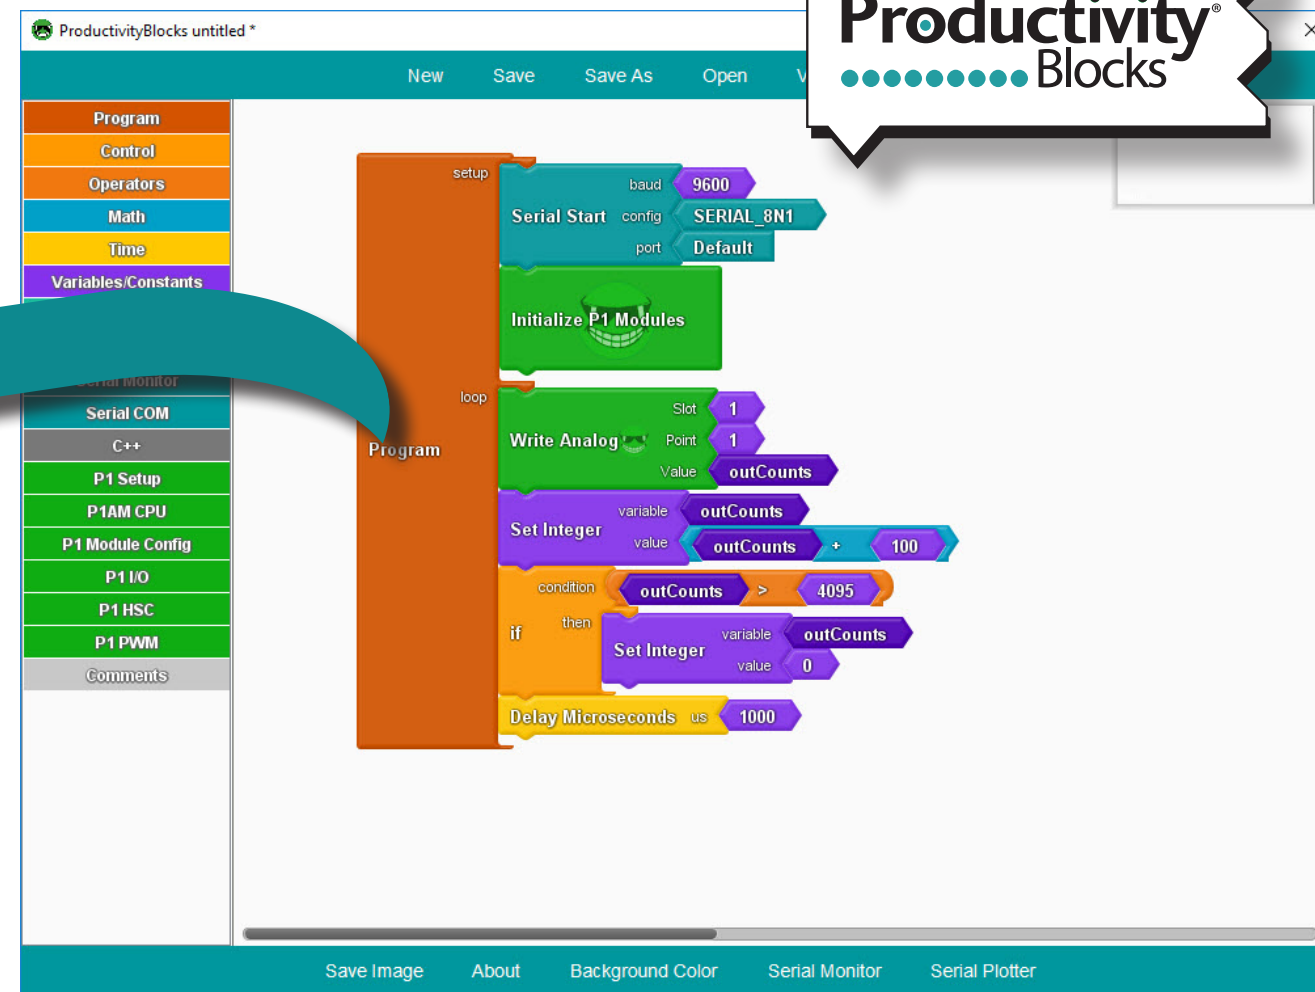 ProductivityBlocks untitled *
Productivity®
Blocks
New Save Save As Open V
Program
Control
Operators
Math
Time
Variables/Constants
Serial Monitor
Serial COM
C++
P1 Setup
P1AM CPU
P1 Module Config
P1 I/O
P1 HSC
P1 PWM
Comments
Program
setup
Serial Start
baud 9600
config SERIAL_8N1
port Default
Initialize P1 Modules
loop
Write Analog
Slot 1
Point 1
Value outCounts
Set Integer
variable outCounts
value outCounts + 100
if
condition outCounts > 4095
then
Set Integer
variable outCounts
value 0
Delay Microseconds us 1000
Save Image About Background Color Serial Monitor Serial Plotter